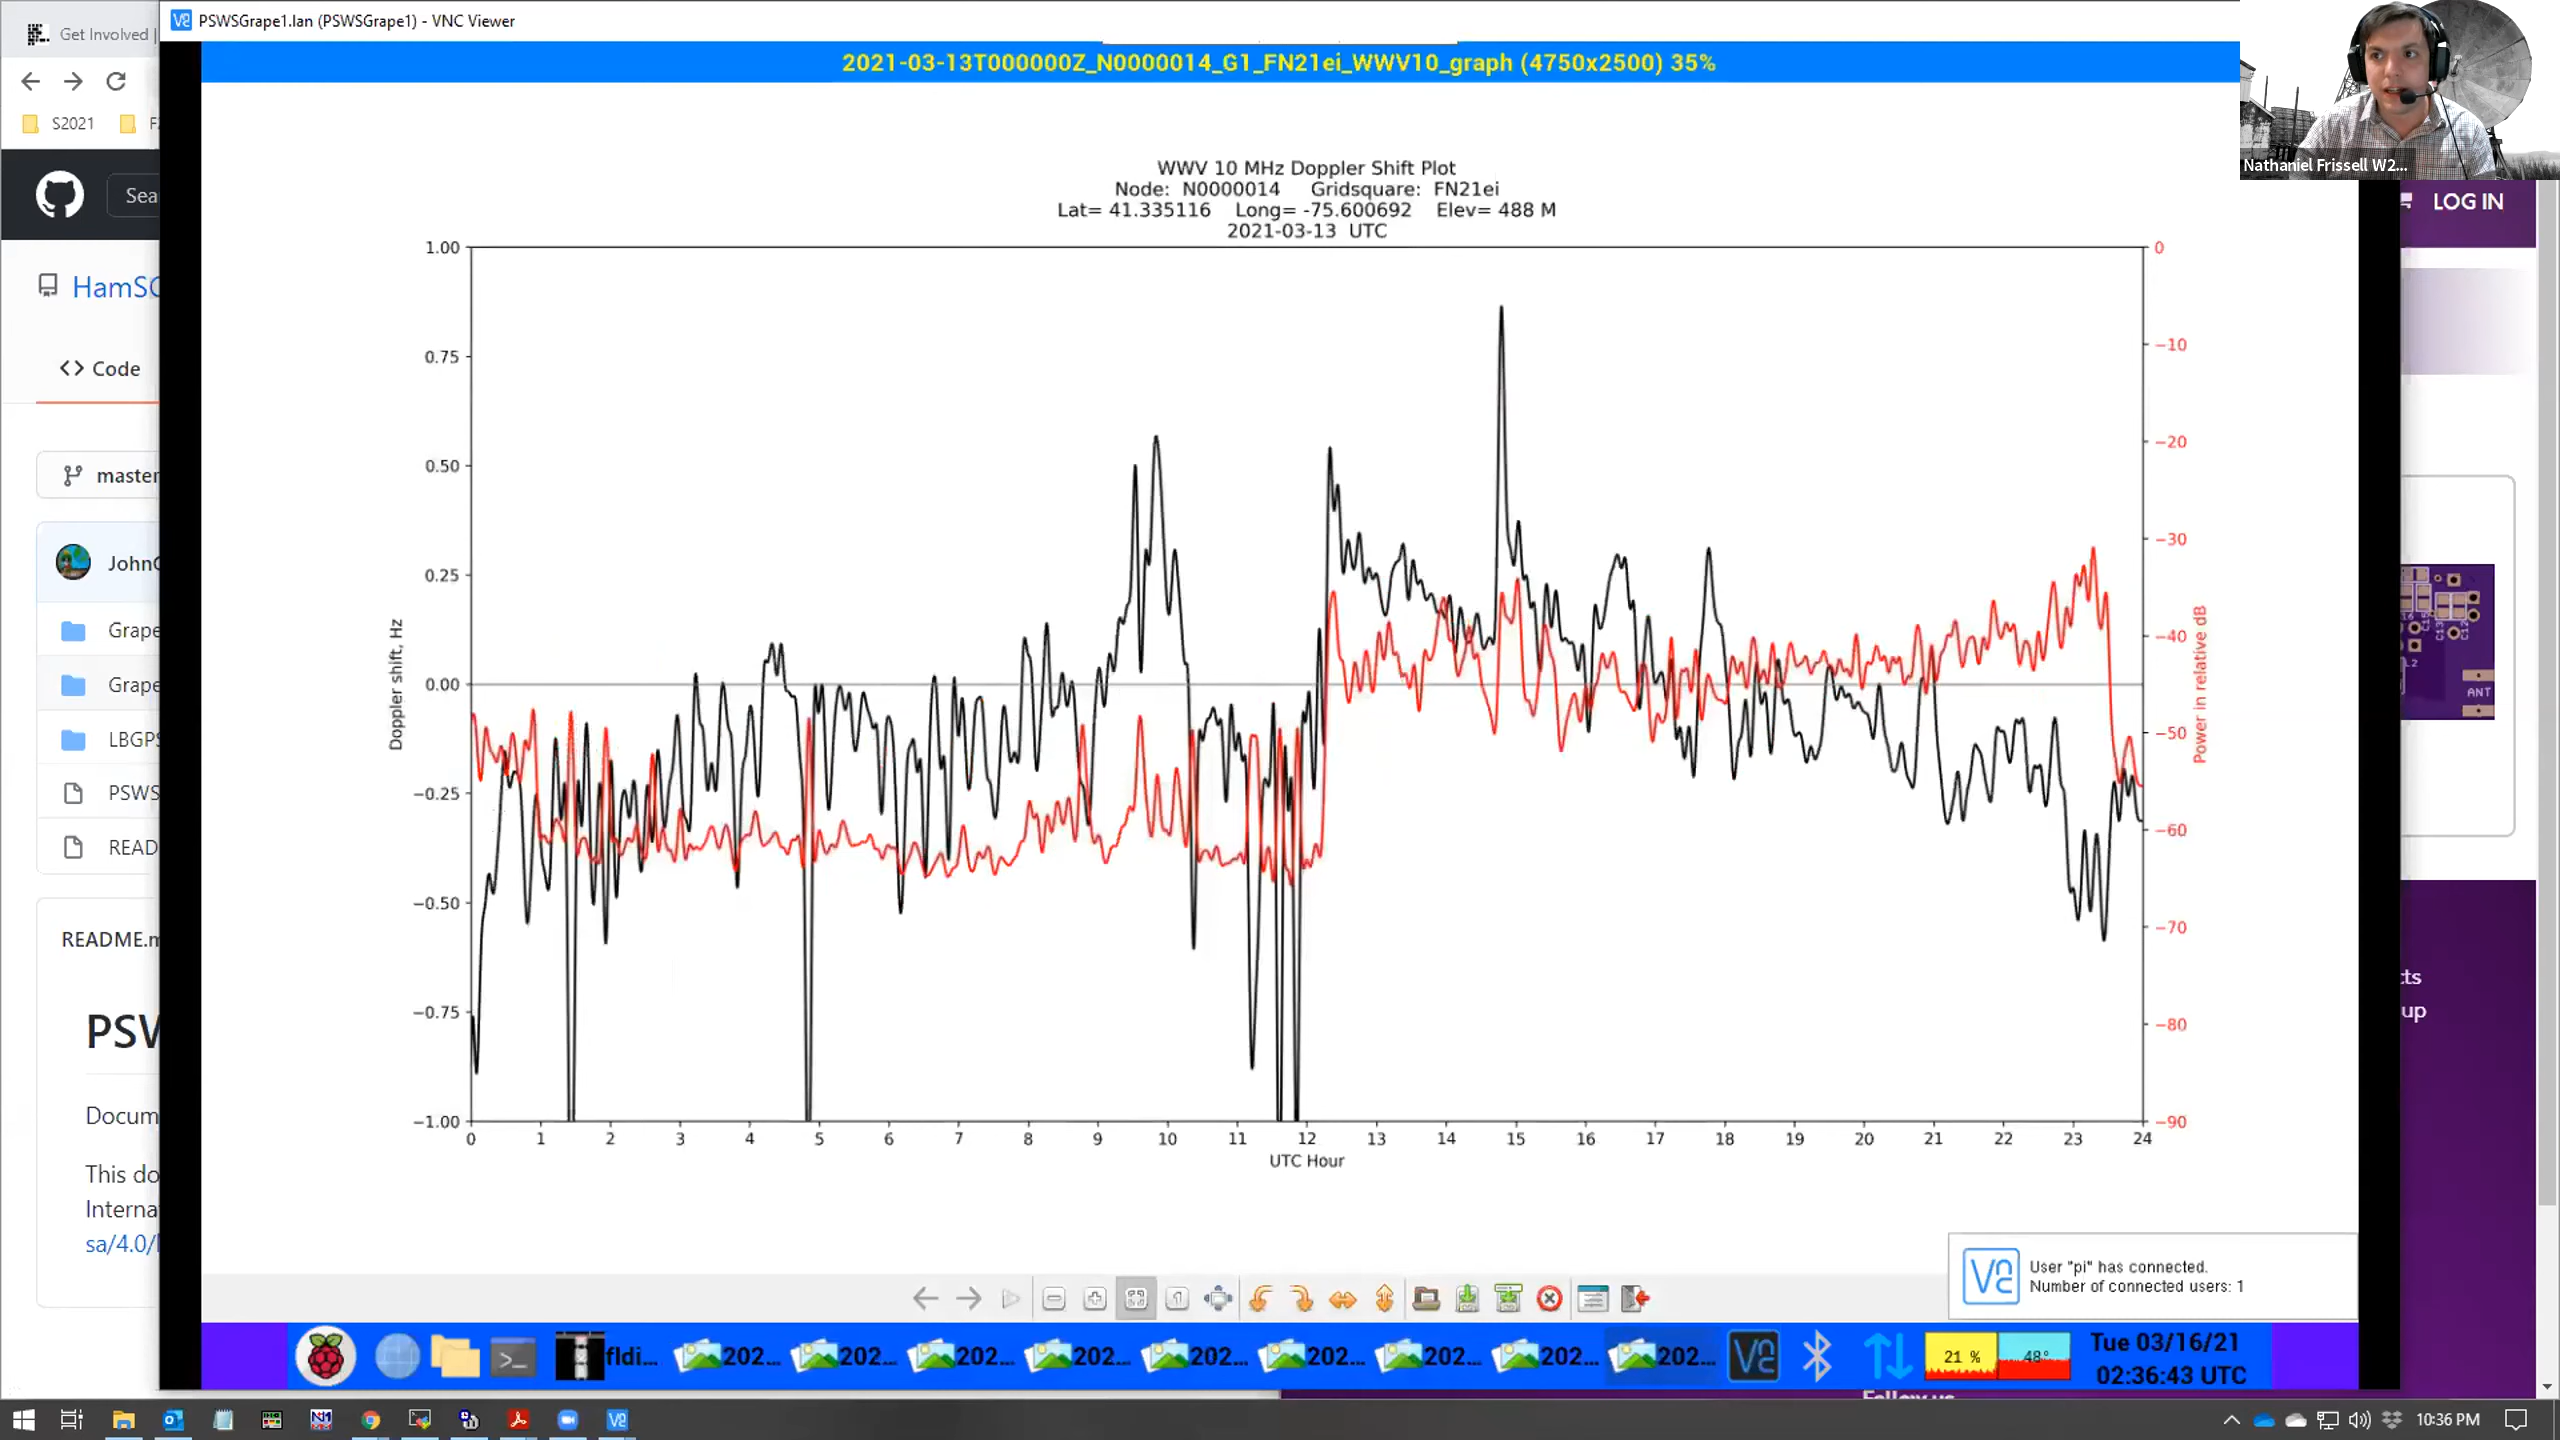 Get Involved |
PSWSGrape1.lan (PSWSGrape1) - VNC Viewer
2021-03-13T000000Z_N0000014_G1_FN21ei_WWV10_graph (4750x2500) 35%
Nathaniel Frissell W2...
S2021
F
Sea
LOG IN
HamSC
Code
master
John
Grape
Grape
LBGPS
PSWS
READ
README.m
PSW
Docum
This do
Interna
sa/4.0/
WWV 10 MHz Doppler Shift Plot
Node: N0000014 Gridsquare: FN21ei
Lat= 41.335116 Long= -75.600692 Elev= 488 M
2021-03-13 UTC
1.00
0.75
0.50
0.25
0.00
−0.25
−0.50
−0.75
−1.00
Doppler shift, Hz
0
−10
−20
−30
−40
−50
−60
−70
−80
−90
Power in relative dB
0 1 2 3 4 5 6 7 8 9 10 11 12 13 14 15 16 17 18 19 20 21 22 23 24
UTC Hour
ANT
cts
up
User "pi" has connected.
Number of connected users: 1
fldi...
202...
202...
202...
202...
202...
202...
202...
202...
202...
21 %
48°
Tue 03/16/21
02:36:43 UTC
Follow us
10:36 PM